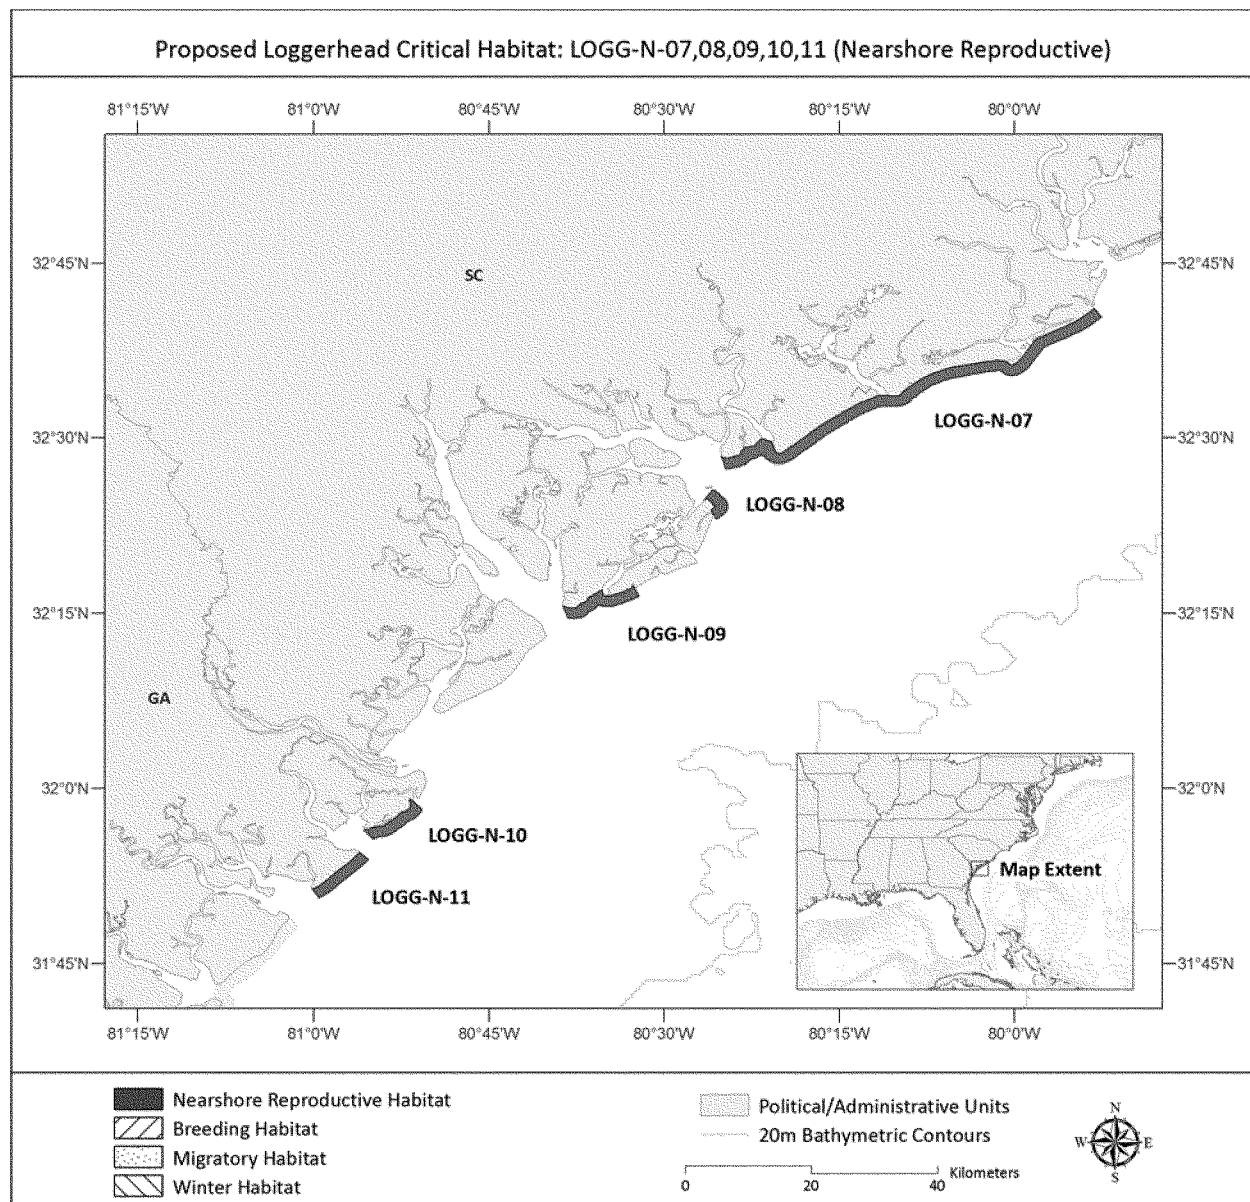 Proposed Loggerhead Critical Habitat: LOGG-N-07,08,09,10,11 (Nearshore Reproductive)
81°15'W 81°0'W 80°45'W 80°30'W 80°15'W 80°0'W
32°45'N 32°45'N
SC
LOGG-N-07
32°30'N 32°30'N
LOGG-N-08
32°15'N 32°15'N
LOGG-N-09
GA
32°0'N 32°0'N
LOGG-N-10
Map Extent
LOGG-N-11
31°45'N 31°45'N
81°15'W 81°0'W 80°45'W 80°30'W 80°15'W 80°0'W
Nearshore Reproductive Habitat
Breeding Habitat
Migratory Habitat
Winter Habitat
Political/Administrative Units
20m Bathymetric Contours
Kilometers
0 20 40
N
W E
S